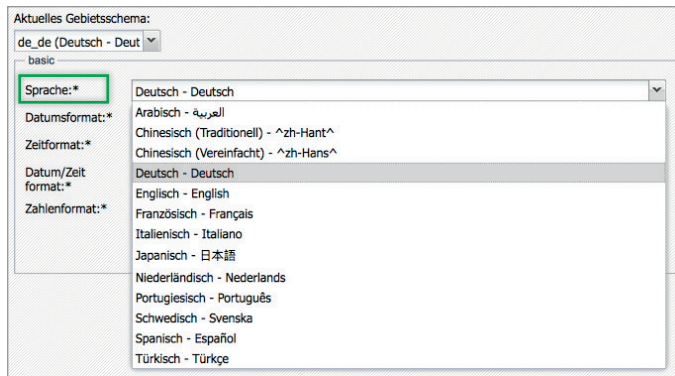 Aktuelles Gebietsschema:
de_de (Deutsch - Deut
basic
Sprache:*
Deutsch - Deutsch
Datumsformat:*
Zeitformat:*
Datum/Zeit
format:*
Zahlenformat:*
Arabisch - العربية
Chinesisch (Traditionell) - ^zh-Hant^
Chinesisch (Vereinfacht) - ^zh-Hans^
Deutsch - Deutsch
Englisch - English
Französisch - Français
Italienisch - Italiano
Japanisch - 日本語
Niederländisch - Nederlands
Portugiesisch - Português
Schwedisch - Svenska
Spanisch - Español
Türkisch - Türkçe